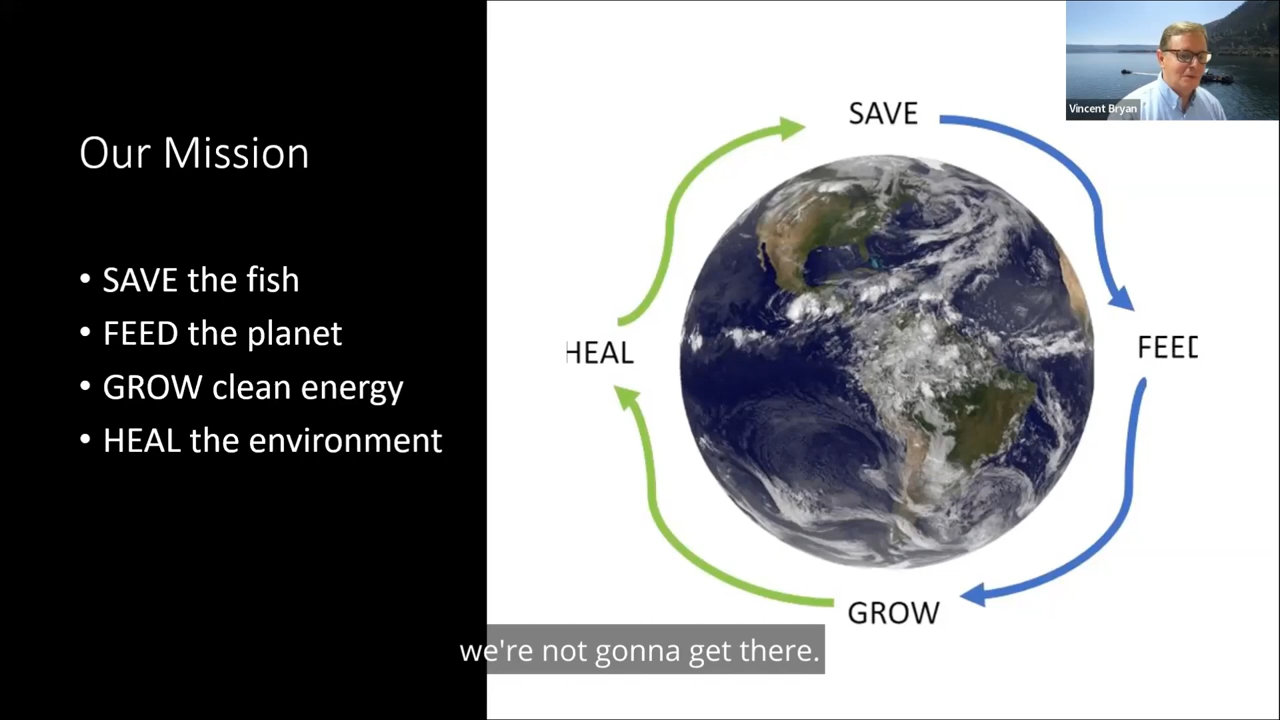 Our Mission
• SAVE the fish
• FEED the planet
• GROW clean energy
• HEAL the environment
SAVE
HEAL
FEED
GROW
Vincent Bryan
we're not gonna get there.